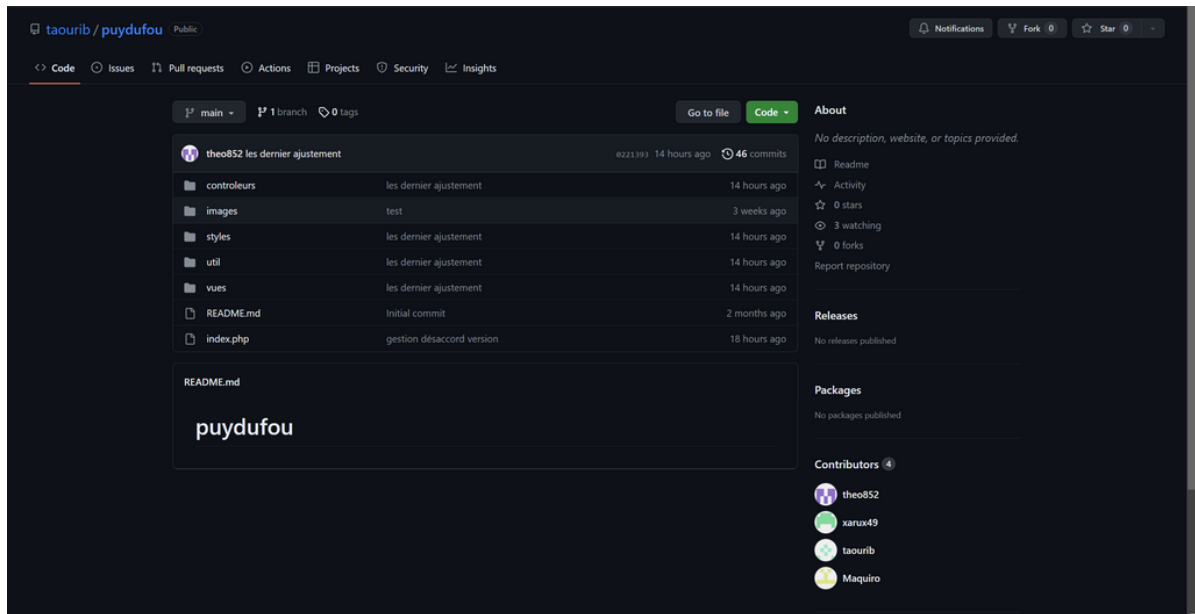 taourib / puydufou Public
Notifications Fork 0 Star 0
<> Code Issues Pull requests Actions Projects Security Insights
main 1 branch 0 tags Go to file Code
theo852 les dernier ajustement 0221393 14 hours ago 46 commits
controleurs les dernier ajustement 14 hours ago
images test 3 weeks ago
styles les dernier ajustement 14 hours ago
util les dernier ajustement 14 hours ago
vues les dernier ajustement 14 hours ago
README.md Initial commit 2 months ago
index.php gestion désaccord version 18 hours ago
README.md
puydufou
About
No description, website, or topics provided.
Readme
Activity
0 stars
3 watching
0 forks
Report repository
Releases
No releases published
Packages
No packages published
Contributors 4
theo852
xarux49
taourib
Maquiro